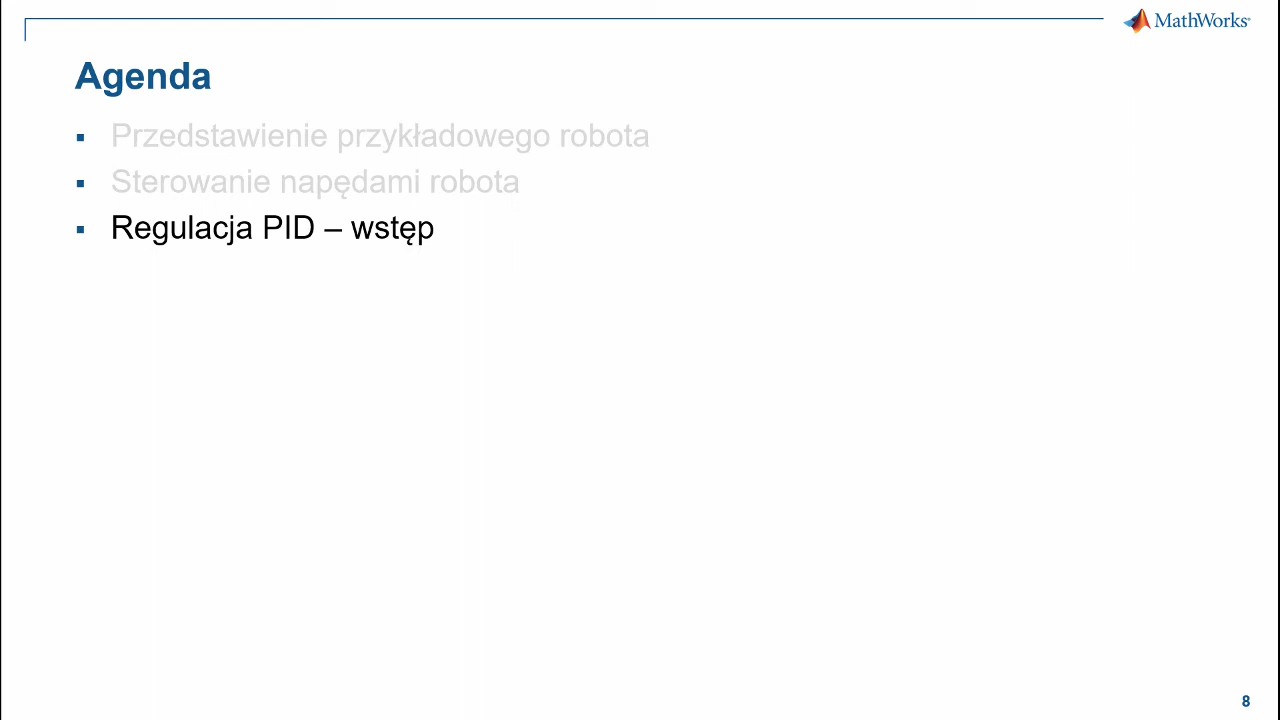 MathWorks®
Agenda
▪ Przedstawienie przykładowego robota
▪ Sterowanie napędami robota
▪ Regulacja PID – wstęp
8